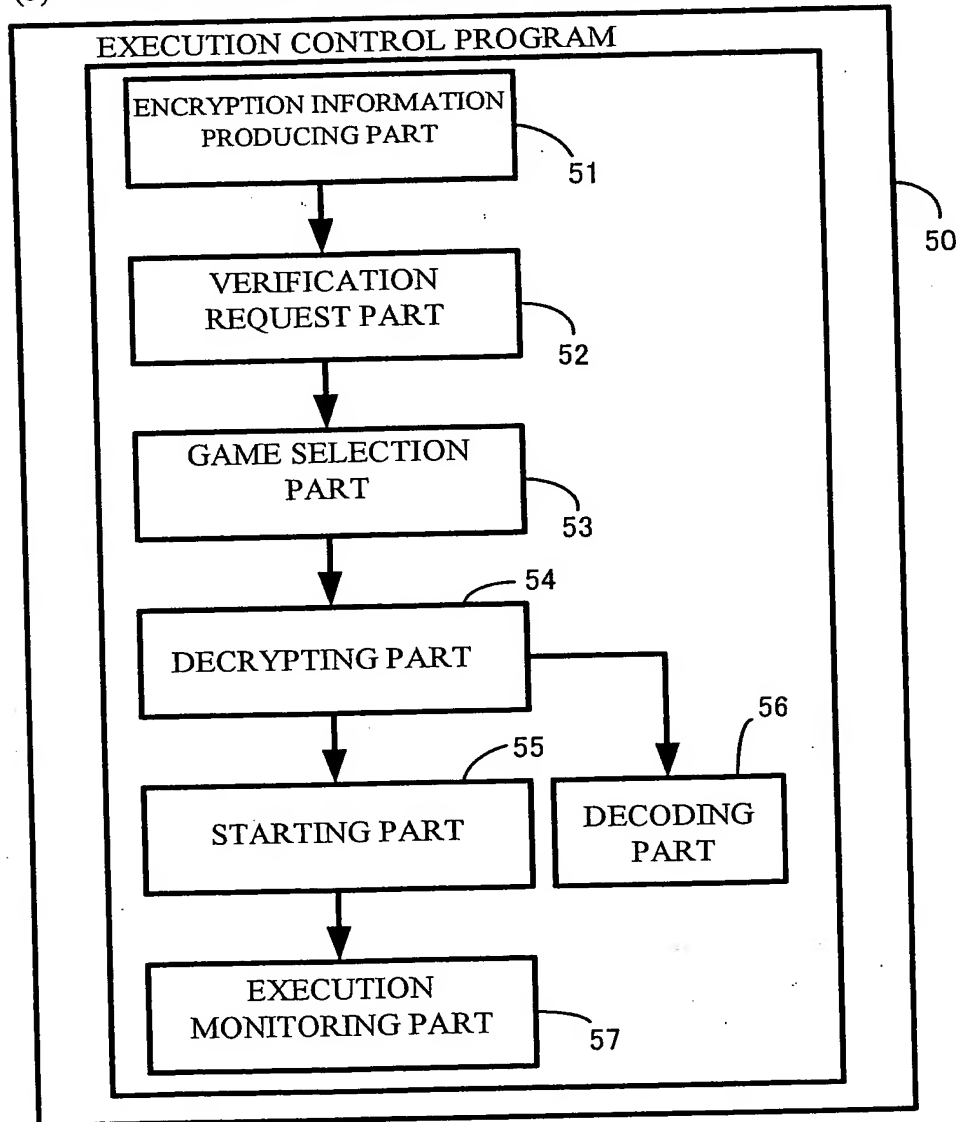 EXECUTION CONTROL PROGRAM
ENCRYPTION INFORMATION
PRODUCING PART
51
50
VERIFICATION
REQUEST PART
52
GAME SELECTION
PART
53
54
DECRYPTING PART
55
56
STARTING PART
DECODING
PART
EXECUTION
MONITORING PART
57